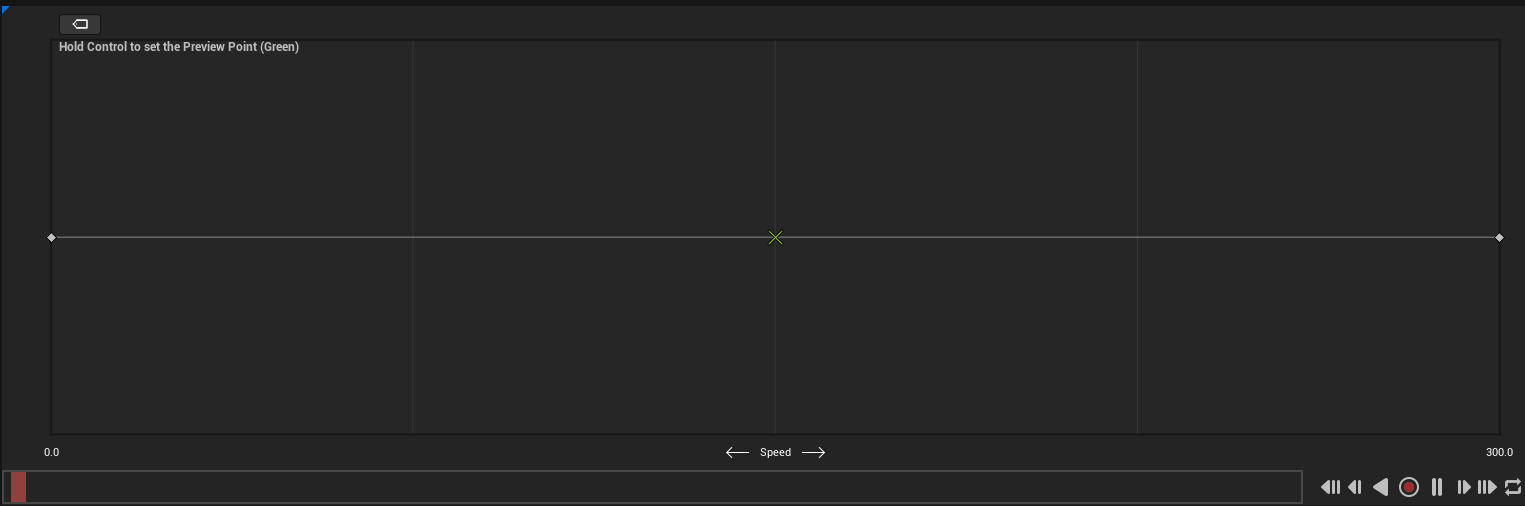 Hold Control to set the Preview Point (Green)
0.0 Speed 300.0